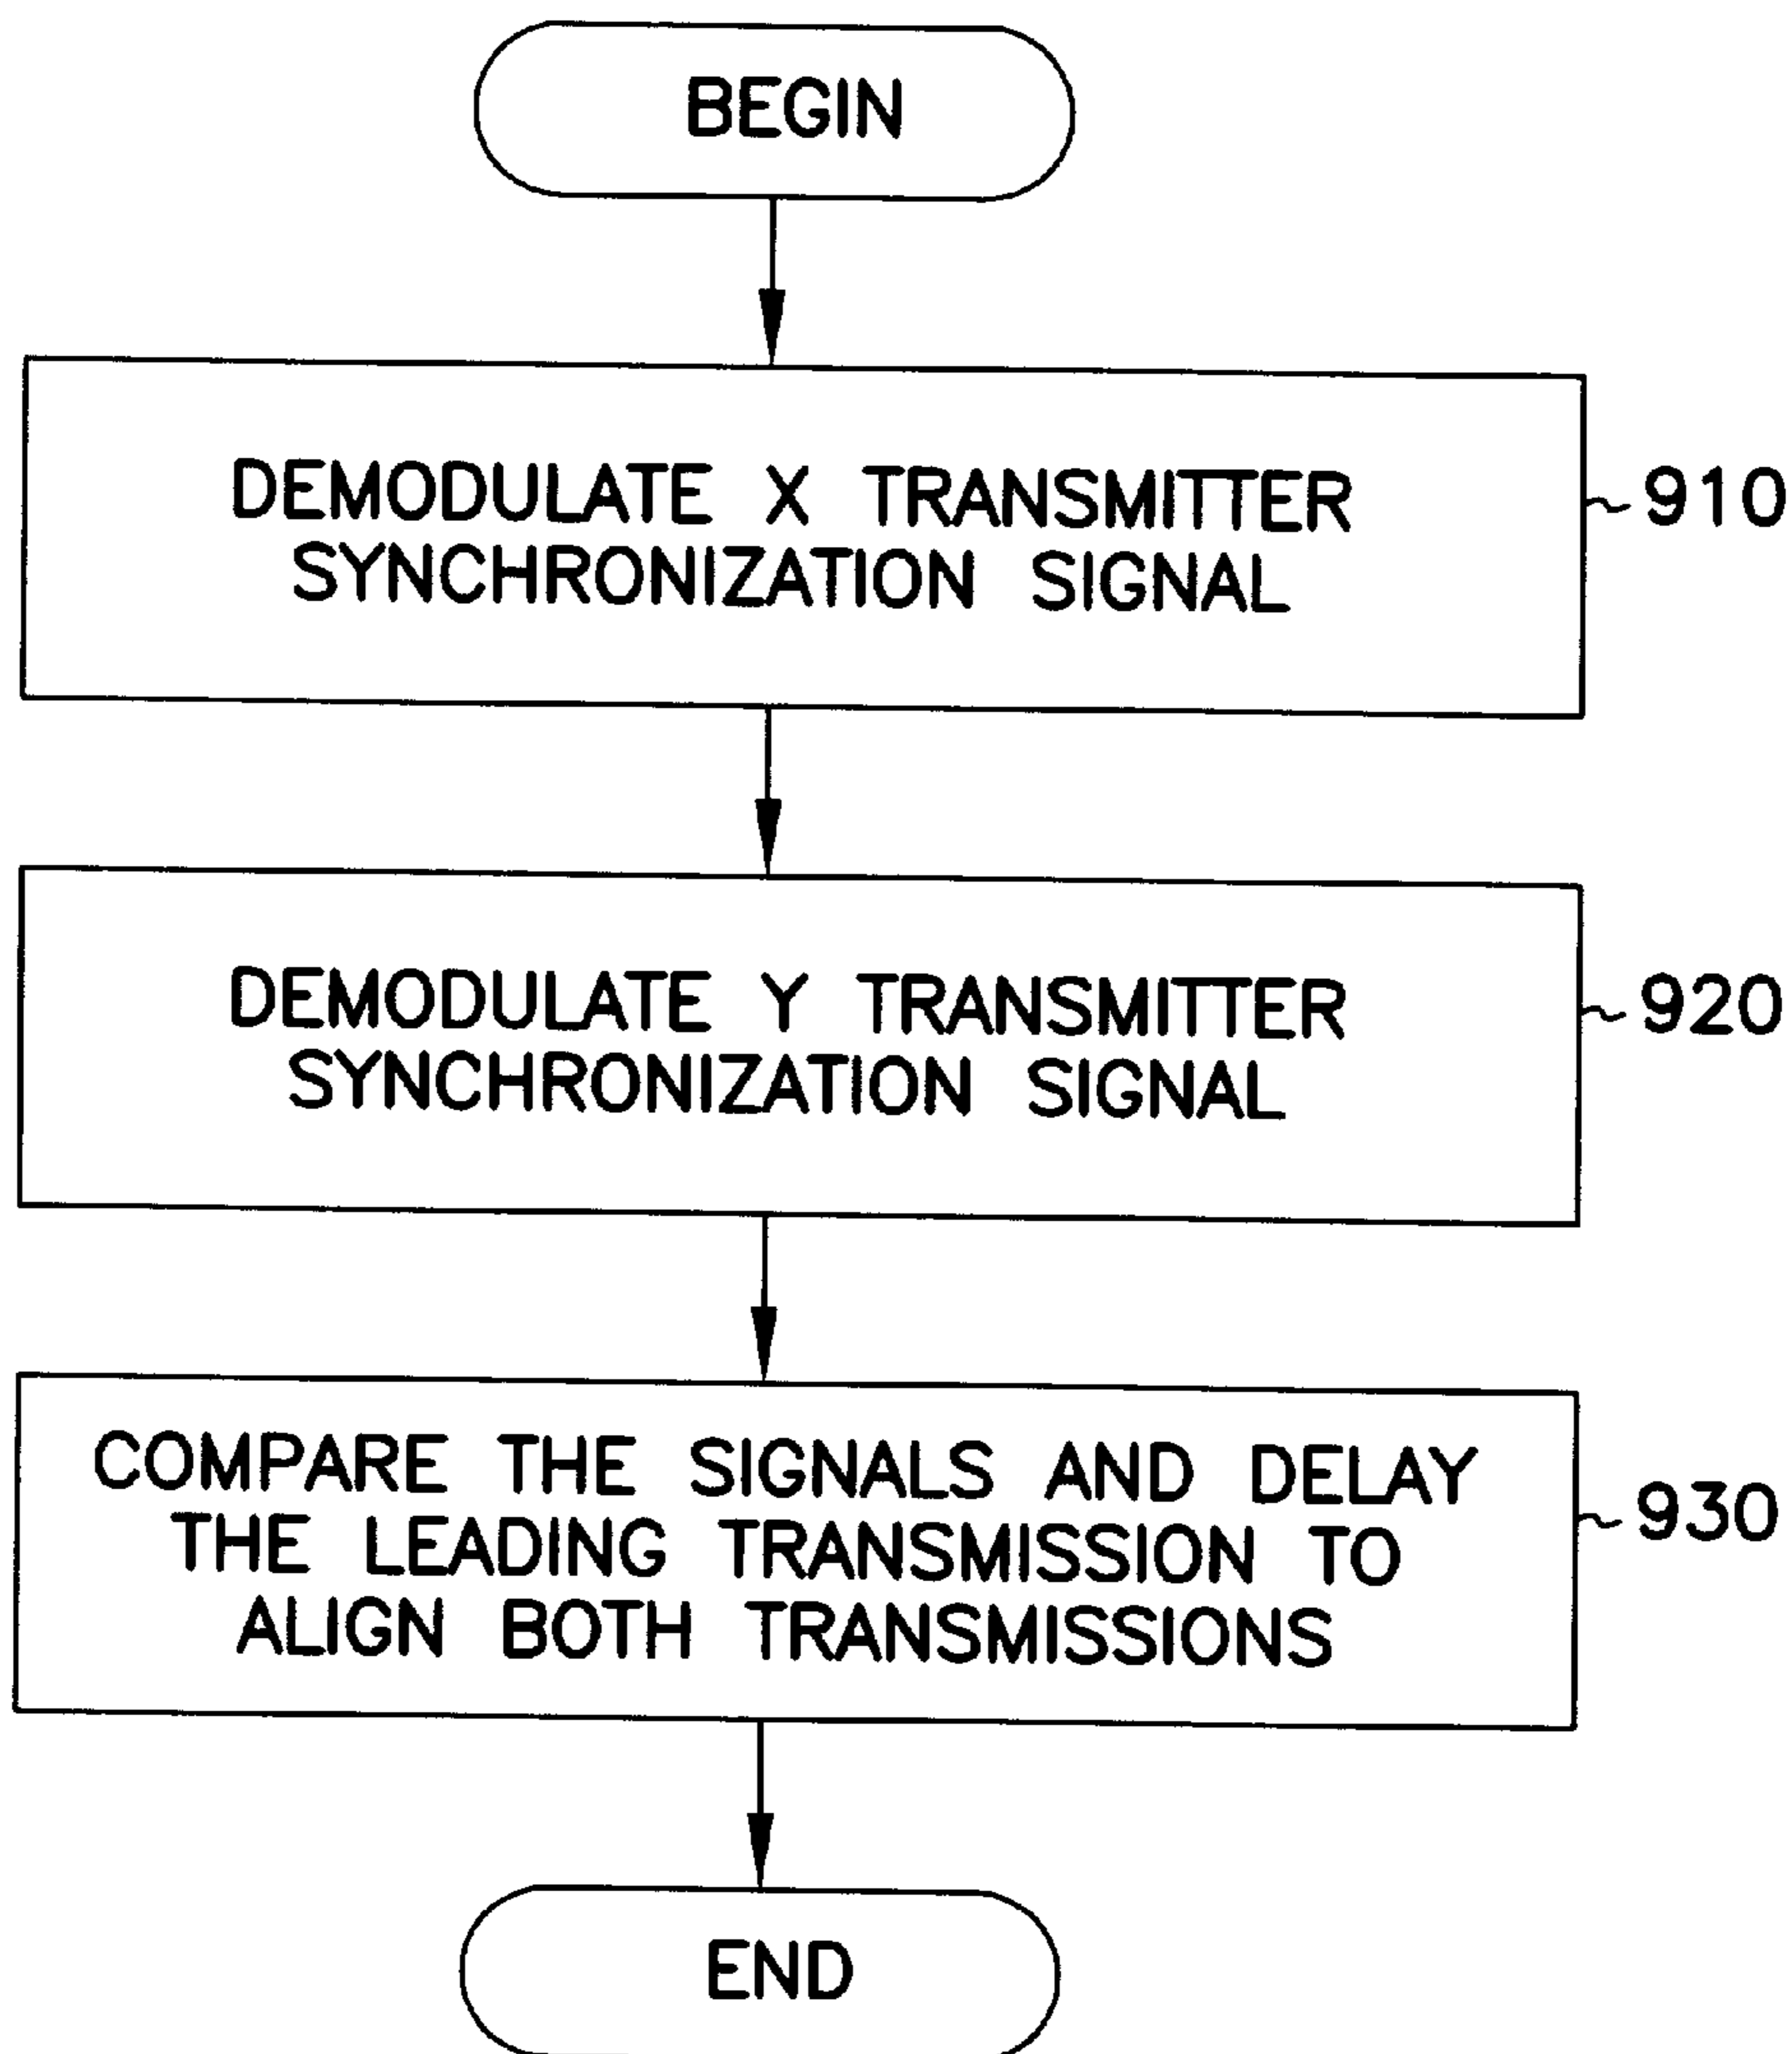 BEGIN
DEMODULATE X TRANSMITTER
SYNCHRONIZATION SIGNAL
910
DEMODULATE Y TRANSMITTER
SYNCHRONIZATION SIGNAL
920
COMPARE THE SIGNALS AND DELAY
THE LEADING TRANSMISSION TO
ALIGN BOTH TRANSMISSIONS
930
END